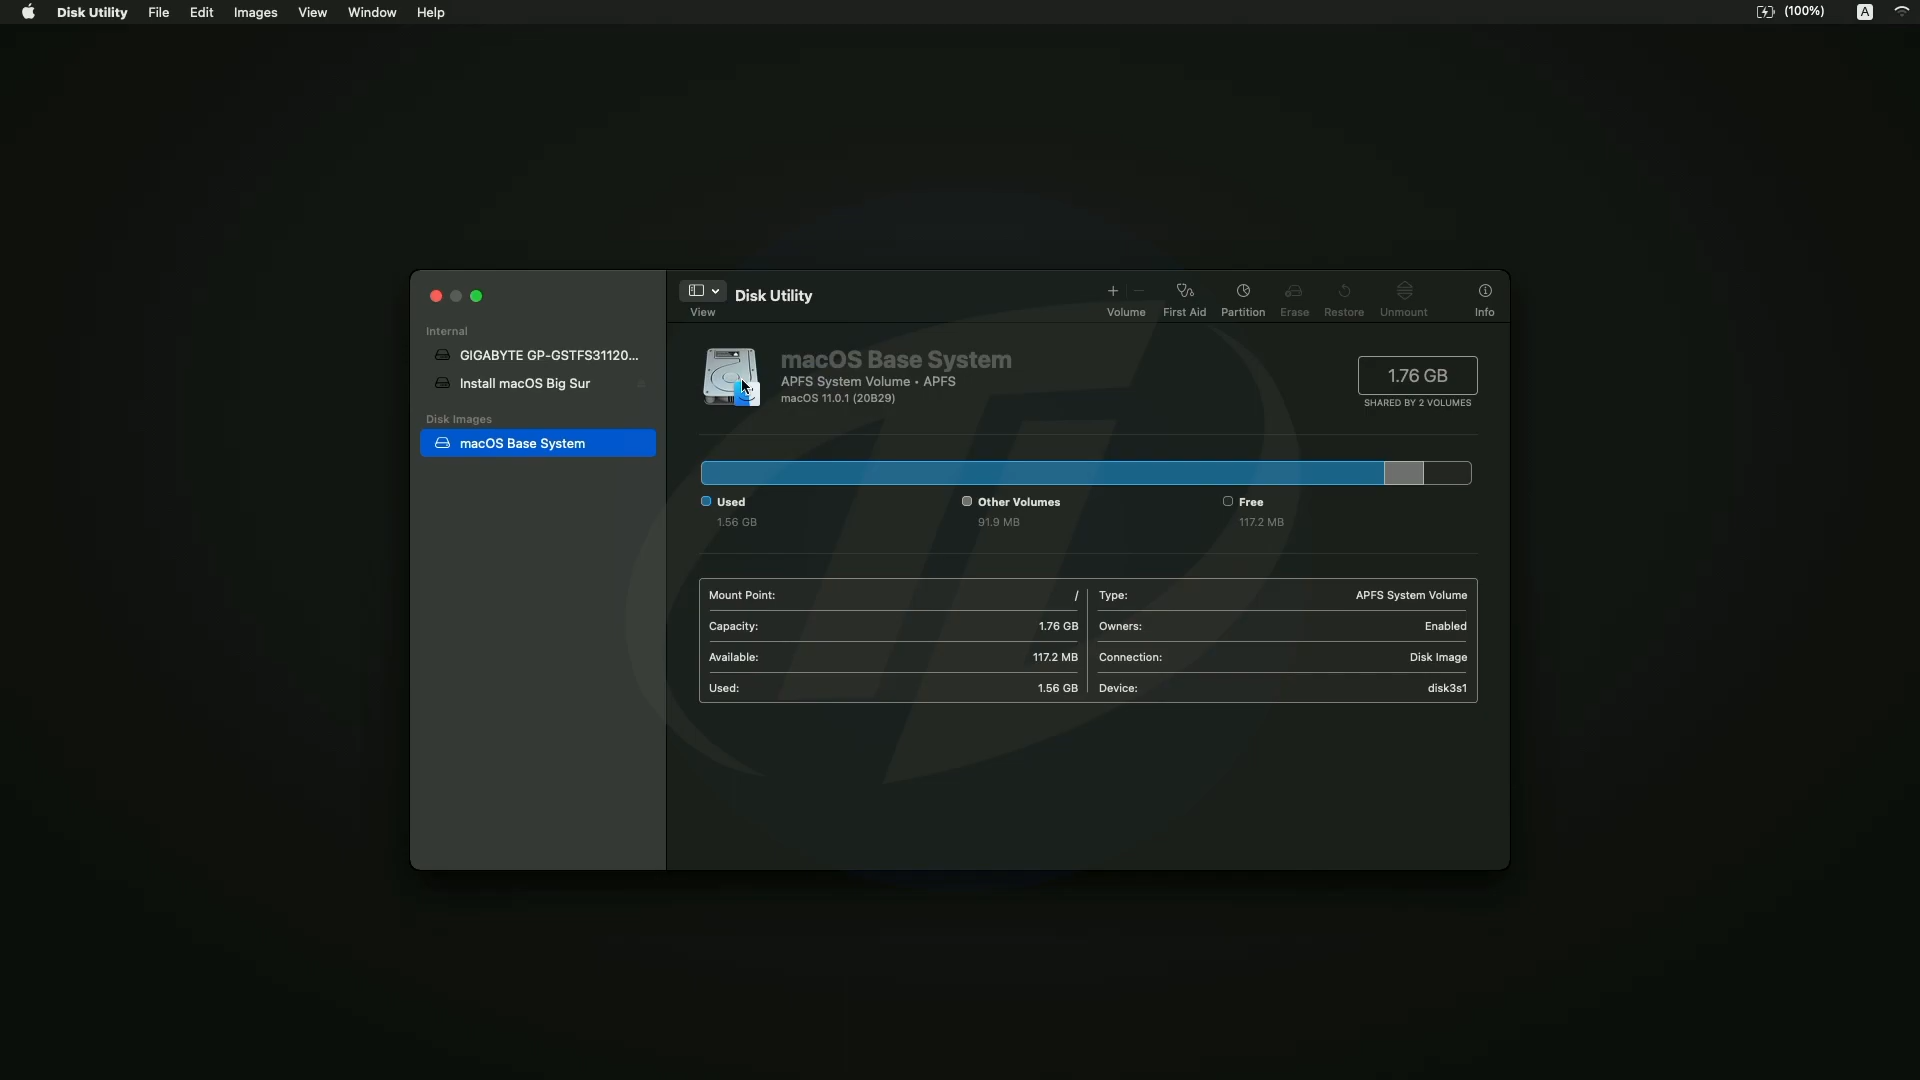 Disk Utility File Edit Images View Window Help (100%) A
Disk Utility
View
Volume First Aid Partition Erase Restore Unmount Info
Internal
GIGABYTE GP-GSTFS31120...
Install macOS Big Sur
Disk Images
macOS Base System
macOS Base System
APFS System Volume • APFS
macOS 11.0.1 (20B29)
1.76 GB
SHARED BY 2 VOLUMES
Used
1.56 GB
Other Volumes
91.9 MB
Free
117.2 MB
Mount Point: /
Capacity: 1.76 GB
Available: 117.2 MB
Used: 1.56 GB
Type: APFS System Volume
Owners: Enabled
Connection: Disk Image
Device: disk3s1